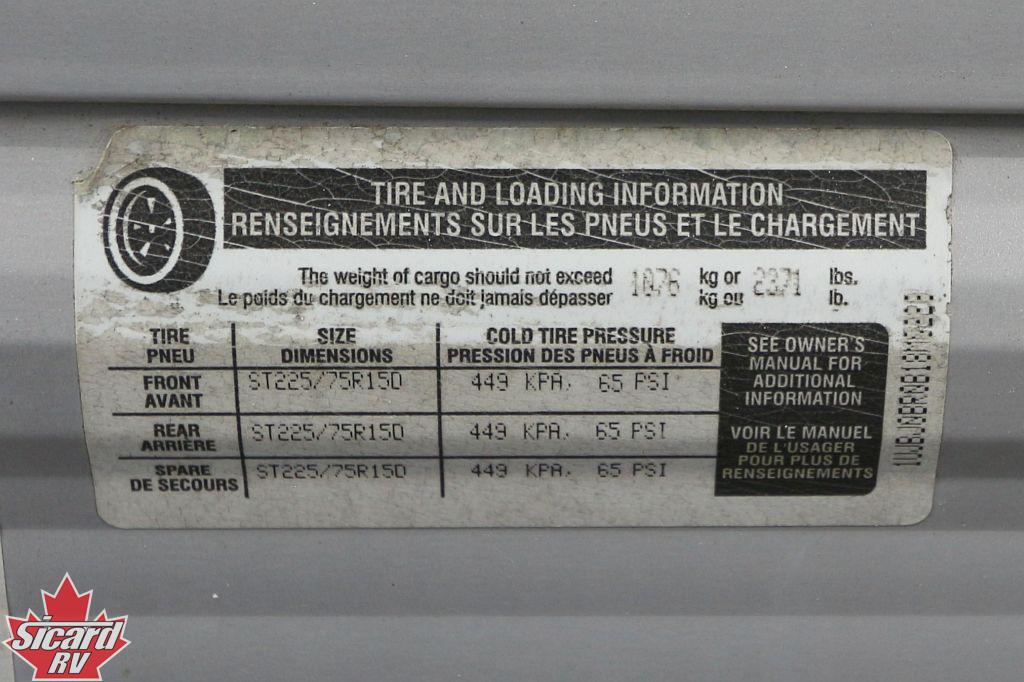 TIRE AND LOADING INFORMATION
RENSEIGNEMENTS SUR LES PNEUS ET LE CHARGEMENT
The weight of cargo should not exceed 1076 kg or 2371 lbs.
Le poids du chargement ne doit jamais dépasser kg ou lb.
TIRE PNEU SIZE DIMENSIONS COLD TIRE PRESSURE PRESSION DES PNEUS À FROID
FRONT AVANT ST225/75R15D 449 KPA, 65 PSI
REAR ARRIÈRE ST225/75R15D 449 KPA, 65 PSI
SPARE DE SECOURS ST225/75R15D 449 KPA, 65 PSI
SEE OWNER'S
MANUAL FOR
ADDITIONAL
INFORMATION
VOIR LE MANUEL
DE L'USAGER
POUR PLUS DE
RENSEIGNEMENTS
Sicard
RV